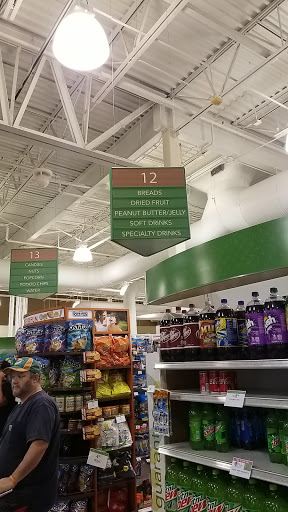 12
BREADS
DRIED FRUIT
PEANUT BUTTER/JELLY
SOFT DRINKS
SPECIALTY DRINKS
13
CANDIES
NUTS
POPCORN
POTATO CHIPS
WATER